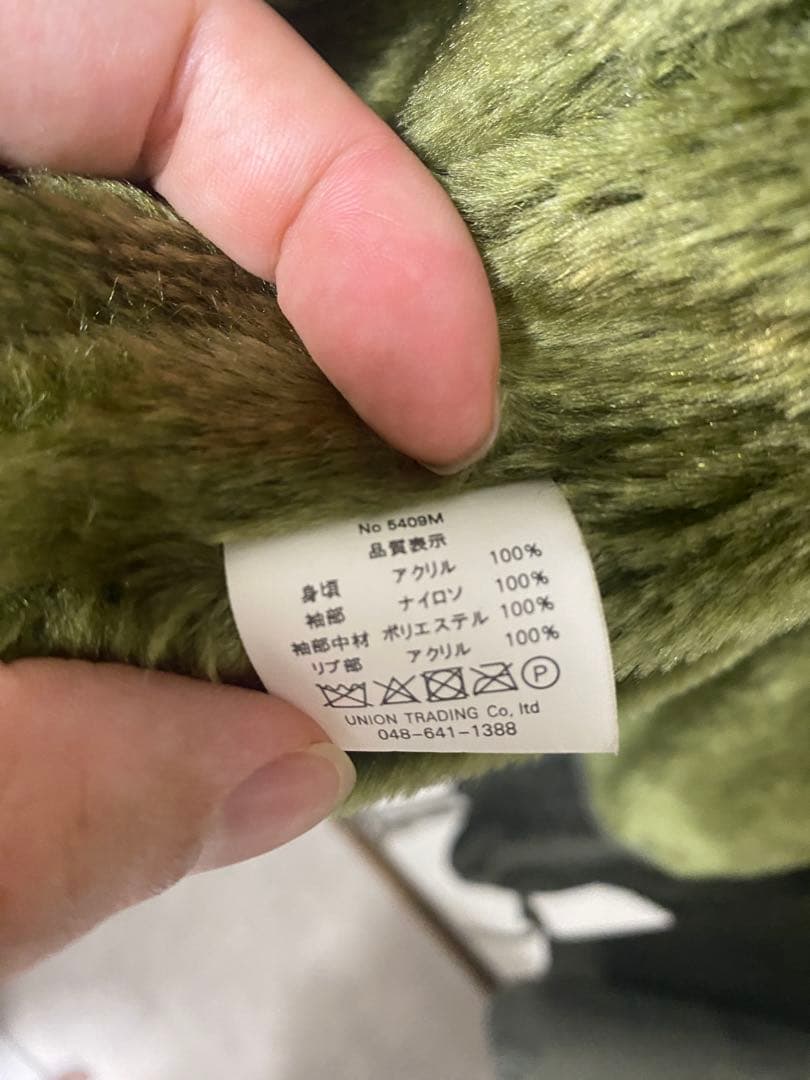 No 5409M
品質表示
身頃 アクリル 100%
袖部 ナイロン 100%
袖部中材 ポリエステル 100%
リブ部 アクリル 100%
P
UNION TRADING Co, ltd
048-641-1388